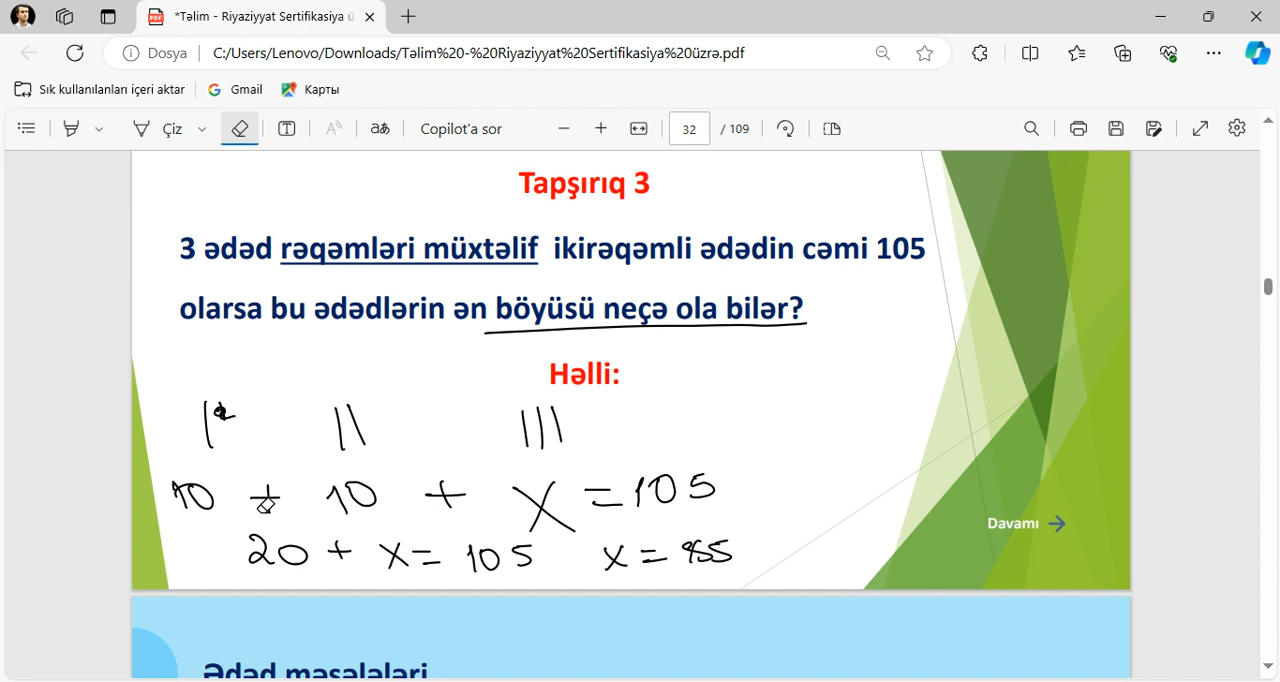 *Təlim - Riyaziyyat Sertifikasiya ü
Dosya
C:/Users/Lenovo/Downloads/Təlim%20-%20Riyaziyyat%20Sertifikasiya%20üzrə.pdf
Sık kullanılanları içeri aktar
Gmail
Карты
Çiz
aあ
Copilot'a sor
32 / 109
Tapşırıq 3
3 ədəd rəqəmləri müxtəlif ikirəqəmli ədədin cəmi 105
olarsa bu ədədlərin ən böyüsü neçə ola bilər?
Həlli:
| || |||
10 + 10 + X = 105
20 + x = 105 x = 85
Davamı
Ədəd məsələləri